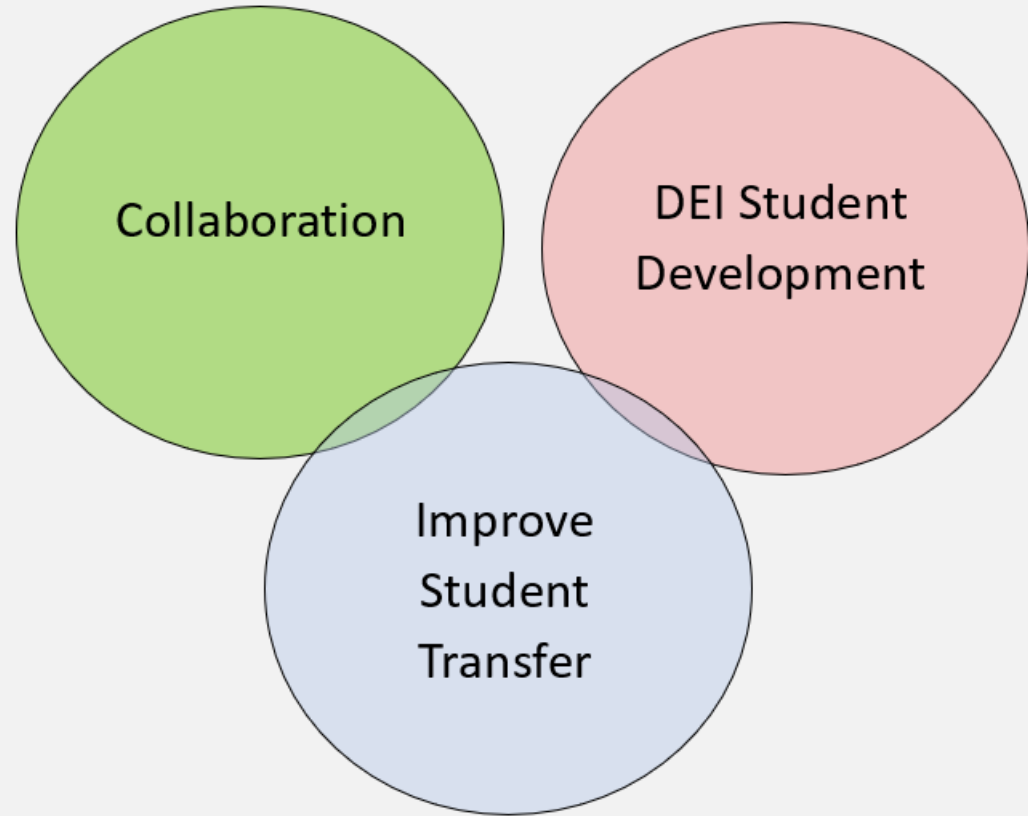 Collaboration
DEI Student
Development
Improve
Student
Transfer